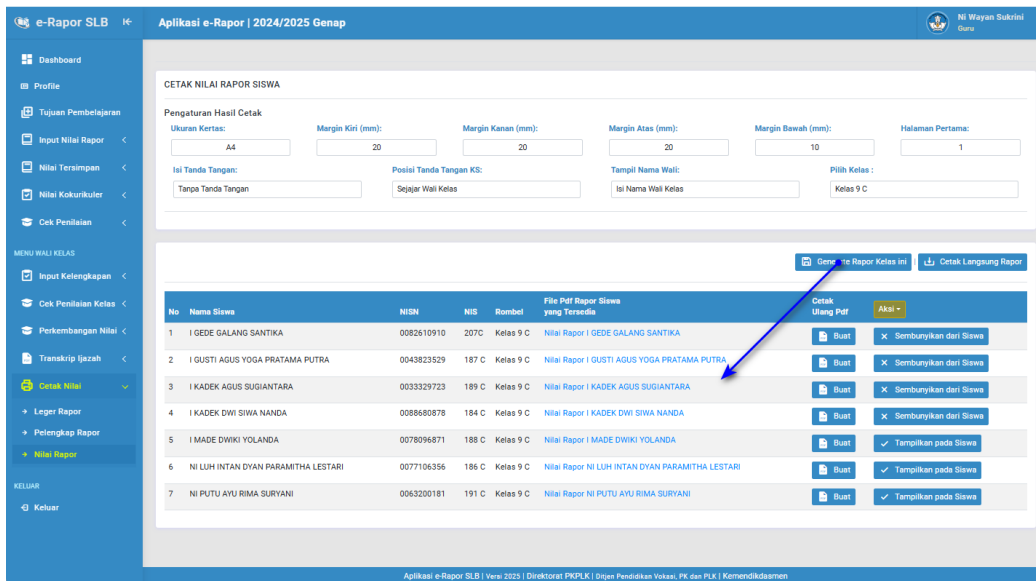 e-Rapor SLB
Aplikasi e-Rapor | 2024/2025 Genap
Ni Wayan Sukrini
Guru
Dashboard
Profile
Tujuan Pembelajaran
Input Nilai Rapor
Nilai Tersimpan
Nilai Kokurikuler
Cek Penilaian
MENU WALI KELAS
Input Kelengkapan
Cek Penilaian Kelas
Perkembangan Nilai
Transkrip Ijazah
Cetak Nilai
Leger Rapor
Pelengkap Rapor
Nilai Rapor
KELUAR
Keluar
CETAK NILAI RAPOR SISWA
Pengaturan Hasil Cetak
Ukuran Kertas: Margin Kiri (mm): Margin Kanan (mm): Margin Atas (mm): Margin Bawah (mm): Halaman Pertama:
A4 20 20 20 10 1
Isi Tanda Tangan: Posisi Tanda Tangan KS: Tampil Nama Wali: Pilih Kelas :
Tanpa Tanda Tangan Sejajar Wali Kelas Isi Nama Wali Kelas Kelas 9 C
Generate Rapor Kelas ini | Cetak Langsung Rapor
No Nama Siswa NISN NIS Rombel File Pdf Rapor Siswa yang Tersedia Cetak Ulang Pdf Aksi
1 I GEDE GALANG SANTIKA 0082610910 207C Kelas 9 C Nilai Rapor I GEDE GALANG SANTIKA Buat Sembunyikan dari Siswa
2 I GUSTI AGUS YOGA PRATAMA PUTRA 0043823529 187 C Kelas 9 C Nilai Rapor I GUSTI AGUS YOGA PRATAMA PUTRA Buat Sembunyikan dari Siswa
3 I KADEK AGUS SUGIANTARA 0033329723 189 C Kelas 9 C Nilai Rapor I KADEK AGUS SUGIANTARA Buat Sembunyikan dari Siswa
4 I KADEK DWI SIWA NANDA 0088680878 184 C Kelas 9 C Nilai Rapor I KADEK DWI SIWA NANDA Buat Sembunyikan dari Siswa
5 I MADE DWIKI YOLANDA 0078096871 188 C Kelas 9 C Nilai Rapor I MADE DWIKI YOLANDA Buat Tampilkan pada Siswa
6 NI LUH INTAN DYAN PARAMITHA LESTARI 0077106356 186 C Kelas 9 C Nilai Rapor NI LUH INTAN DYAN PARAMITHA LESTARI Buat Tampilkan pada Siswa
7 NI PUTU AYU RIMA SURYANI 0063200181 191 C Kelas 9 C Nilai Rapor NI PUTU AYU RIMA SURYANI Buat Tampilkan pada Siswa
Aplikasi e-Rapor SLB | Versi 2025 | Direktorat PKPLK | Ditjen Pendidikan Vokasi, PK dan PLK | Kemendikdasmen